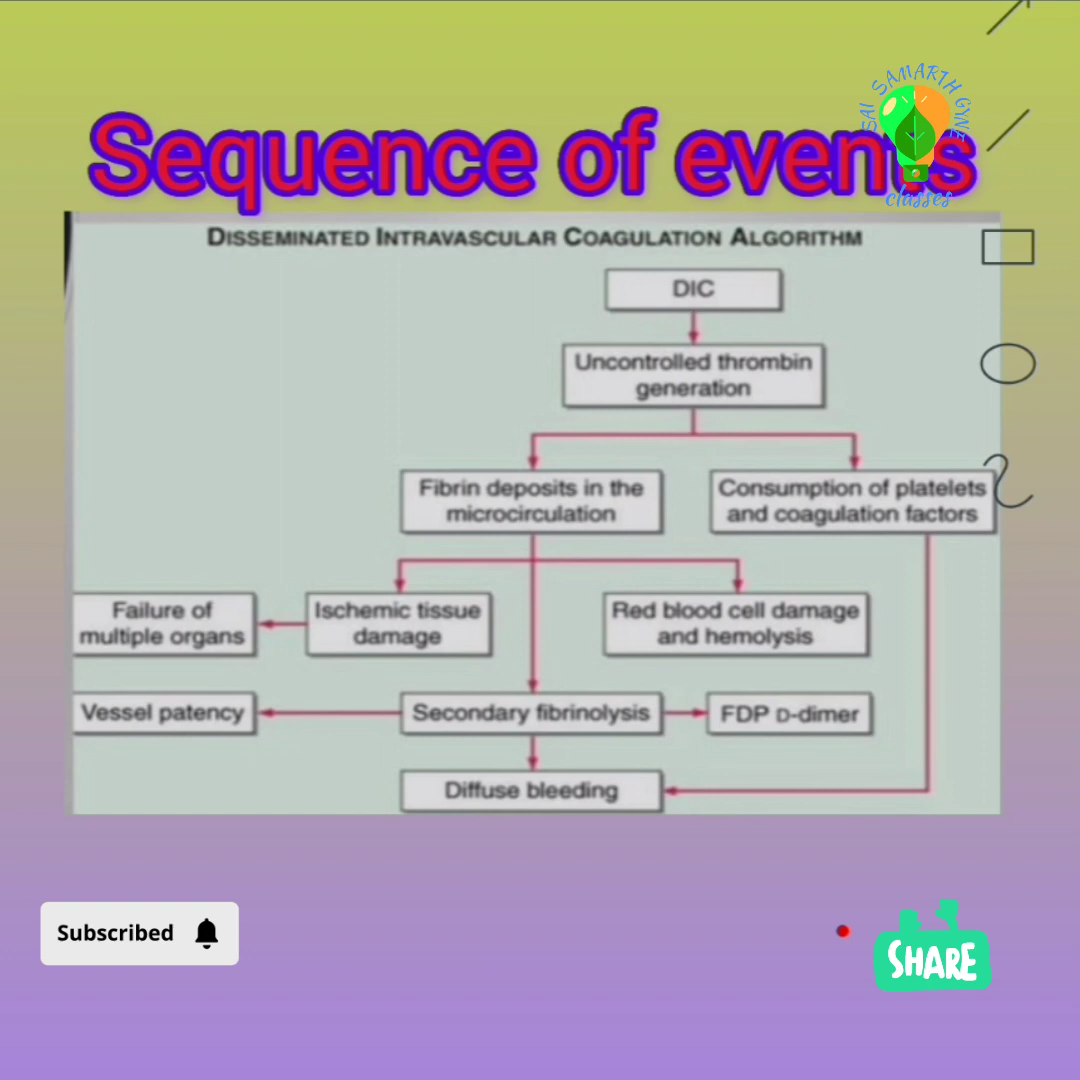 SAI SAMARTH GYNE
classes
Sequence of events
DISSEMINATED INTRAVASCULAR COAGULATION ALGORITHM
DIC
Uncontrolled thrombin
generation
Fibrin deposits in the
microcirculation
Consumption of platelets
and coagulation factors
Failure of
multiple organs
Ischemic tissue
damage
Red blood cell damage
and hemolysis
Vessel patency
Secondary fibrinolysis
FDP D-dimer
Diffuse bleeding
Subscribed
SHARE